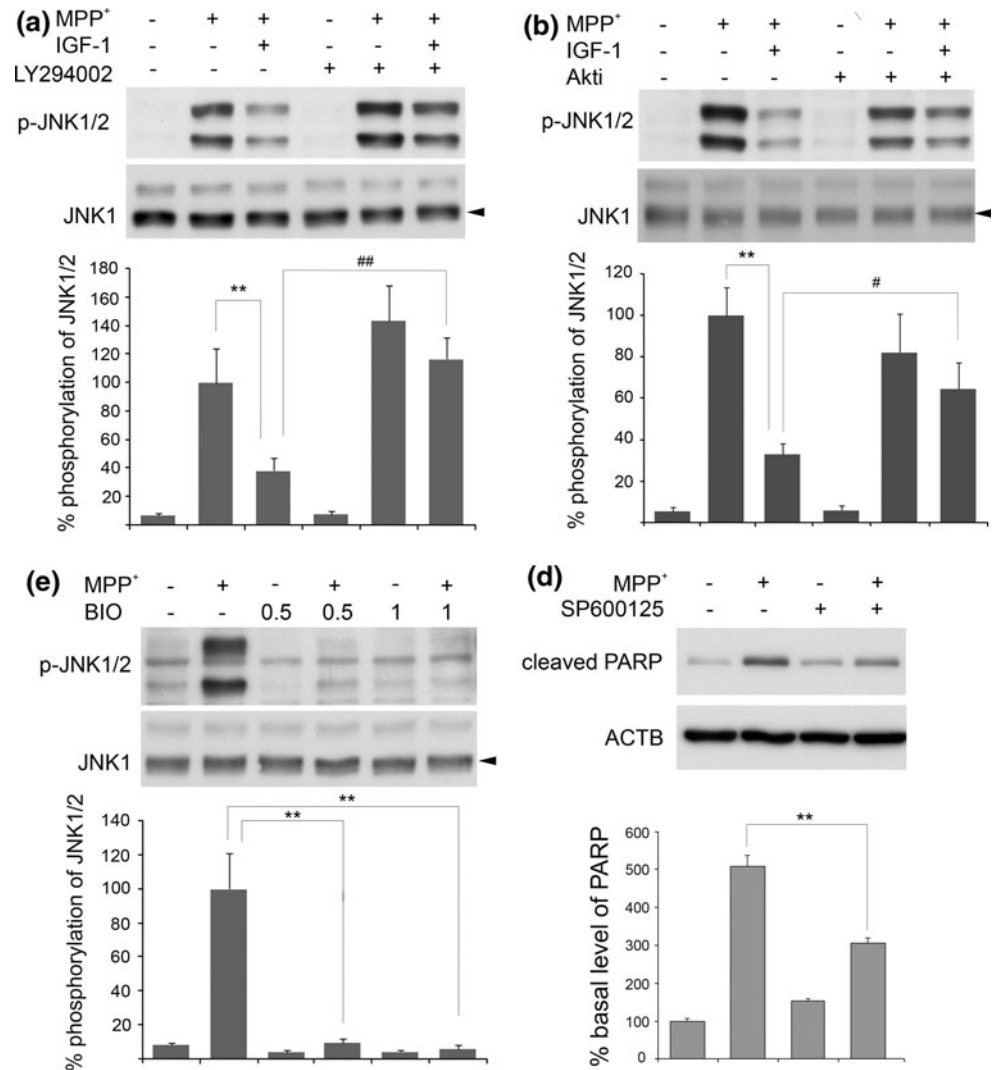 (a)
MPP+ - + + - + +
IGF-1 - - + - - +
LY294002 - - - + + +
p-JNK1/2
JNK1
% phosphorylation of JNK1/2
180
160
140
120
100
80
60
40
20
**
##
(b)
MPP+ - + + - + +
IGF-1 - - + - - +
Akti - - - + + +
p-JNK1/2
JNK1
% phosphorylation of JNK1/2
120
100
80
60
40
20
0
**
#
(e)
MPP+ - + - + - +
BIO - - 0.5 0.5 1 1
p-JNK1/2
JNK1
% phosphorylation of JNK1/2
140
120
100
80
60
40
20
**
**
(d)
MPP+ - + - +
SP600125 - - + +
cleaved PARP
ACTB
% basal level of PARP
600
500
400
300
200
100
0
**